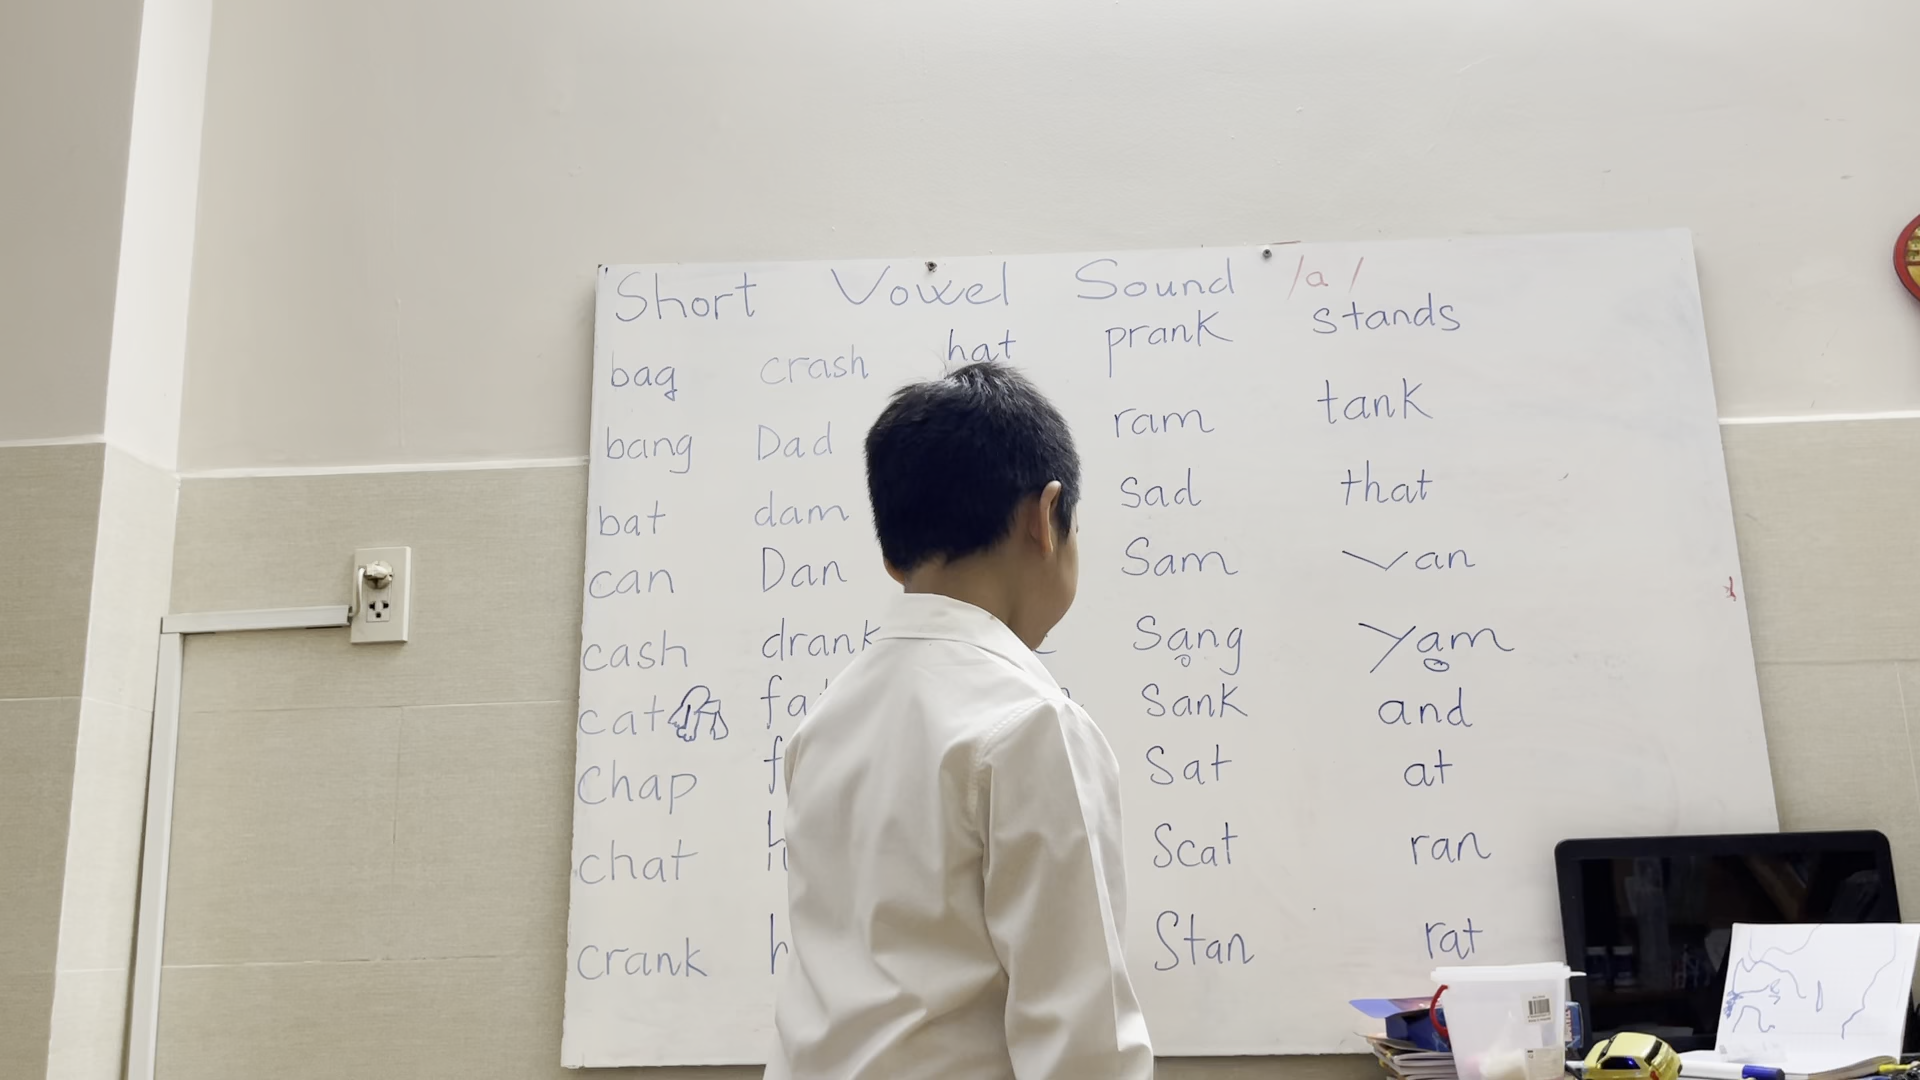 Short Vowel Sound /a/
bag crash hat prank stands
bang Dad ram tank
bat dam sad that
can Dan Sam van
cash drank Sang yam
cat Sank and
Chap Sat at
chat Scat ran
crank Stan rat